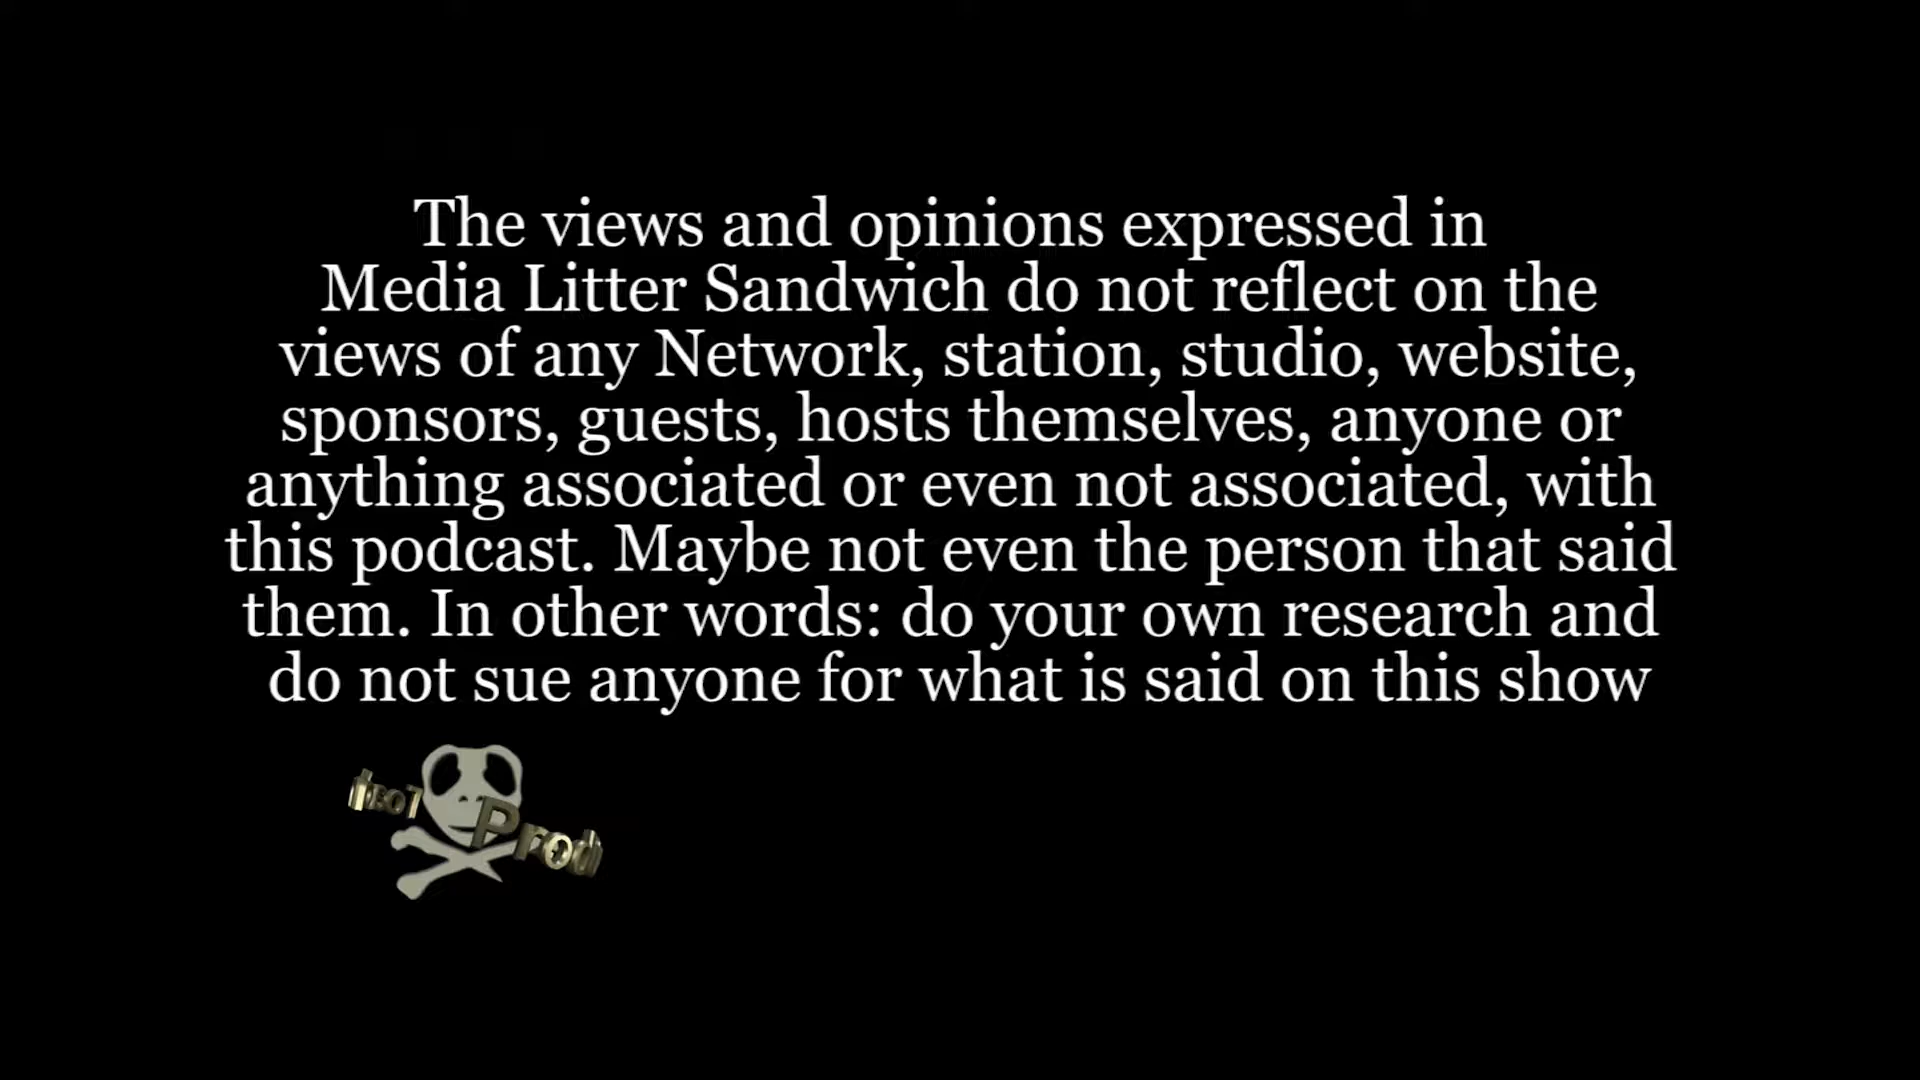 The views and opinions expressed in
Media Litter Sandwich do not reflect on the
views of any Network, station, studio, website,
sponsors, guests, hosts themselves, anyone or
anything associated or even not associated, with
this podcast. Maybe not even the person that said
them. In other words: do your own research and
do not sue anyone for what is said on this show
Prod